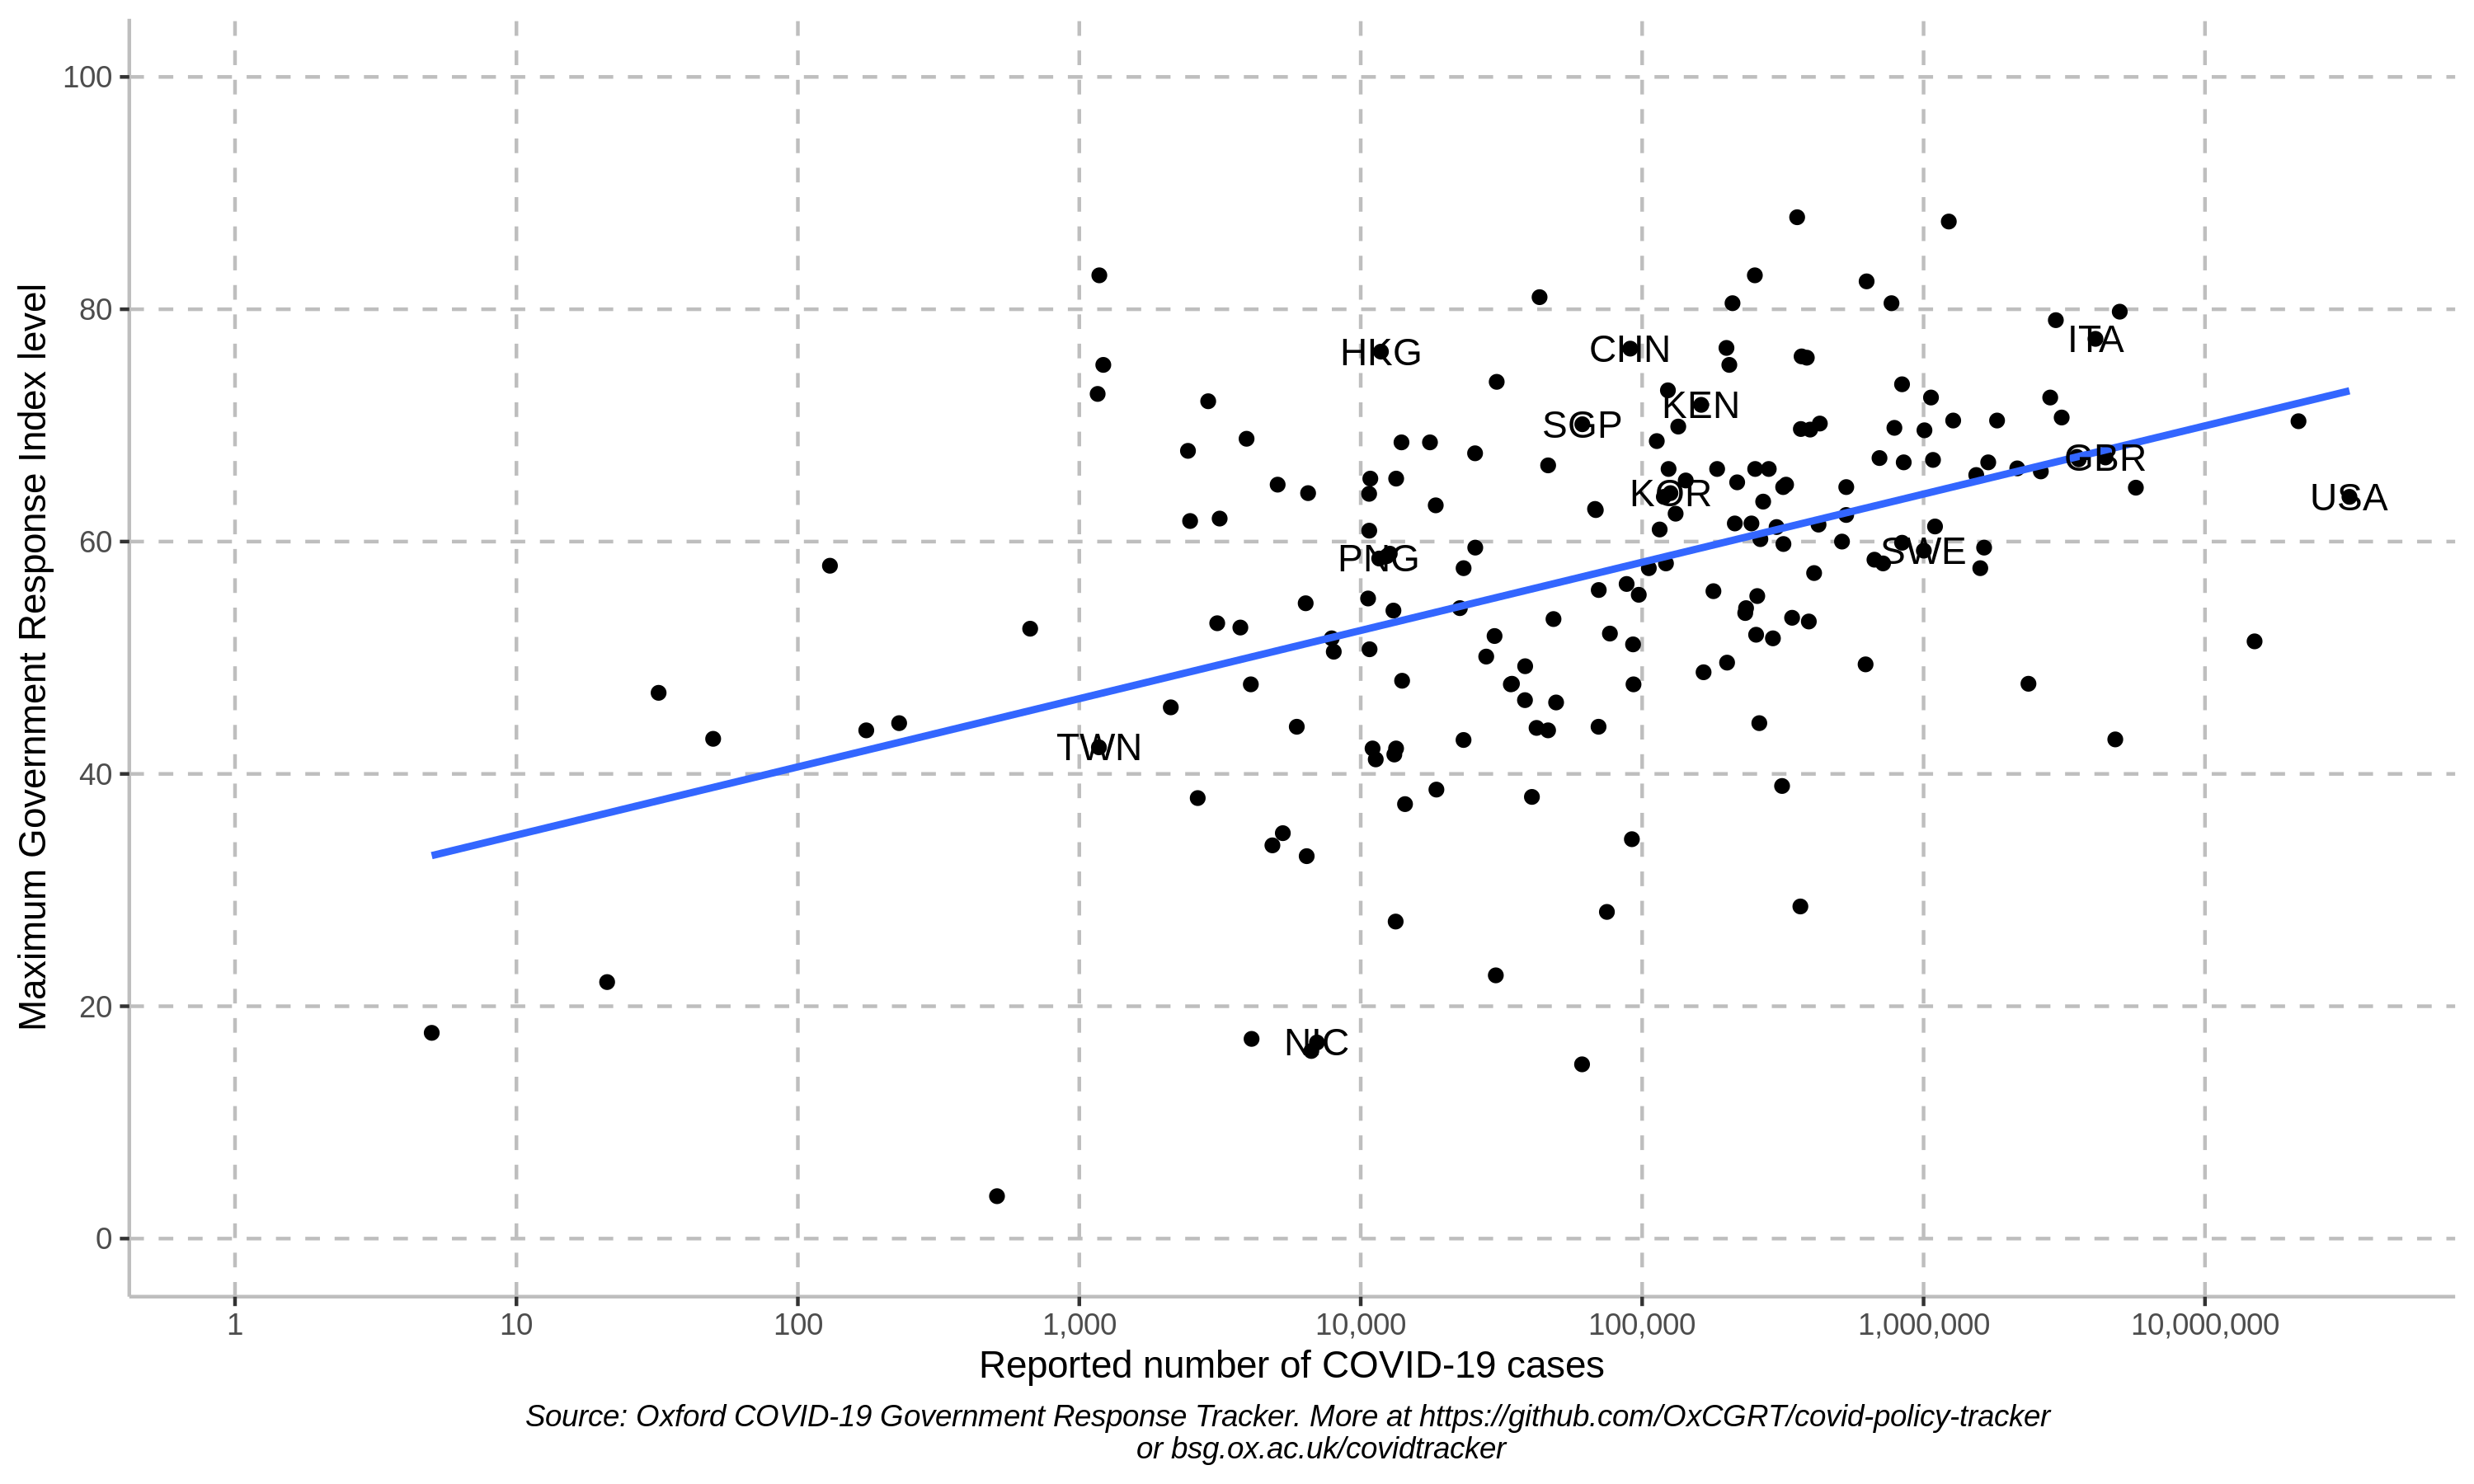 Maximum Government Response Index level
100
80
60
40
20
0
HKG
CHN
ITA
KEN
SGP
GBR
KOR
USA
PNG
SWE
TWN
NIC
1
10
100
1,000
10,000
100,000
1,000,000
10,000,000
Reported number of COVID-19 cases
Source: Oxford COVID-19 Government Response Tracker. More at https://github.com/OxCGRT/covid-policy-tracker
or bsg.ox.ac.uk/covidtracker